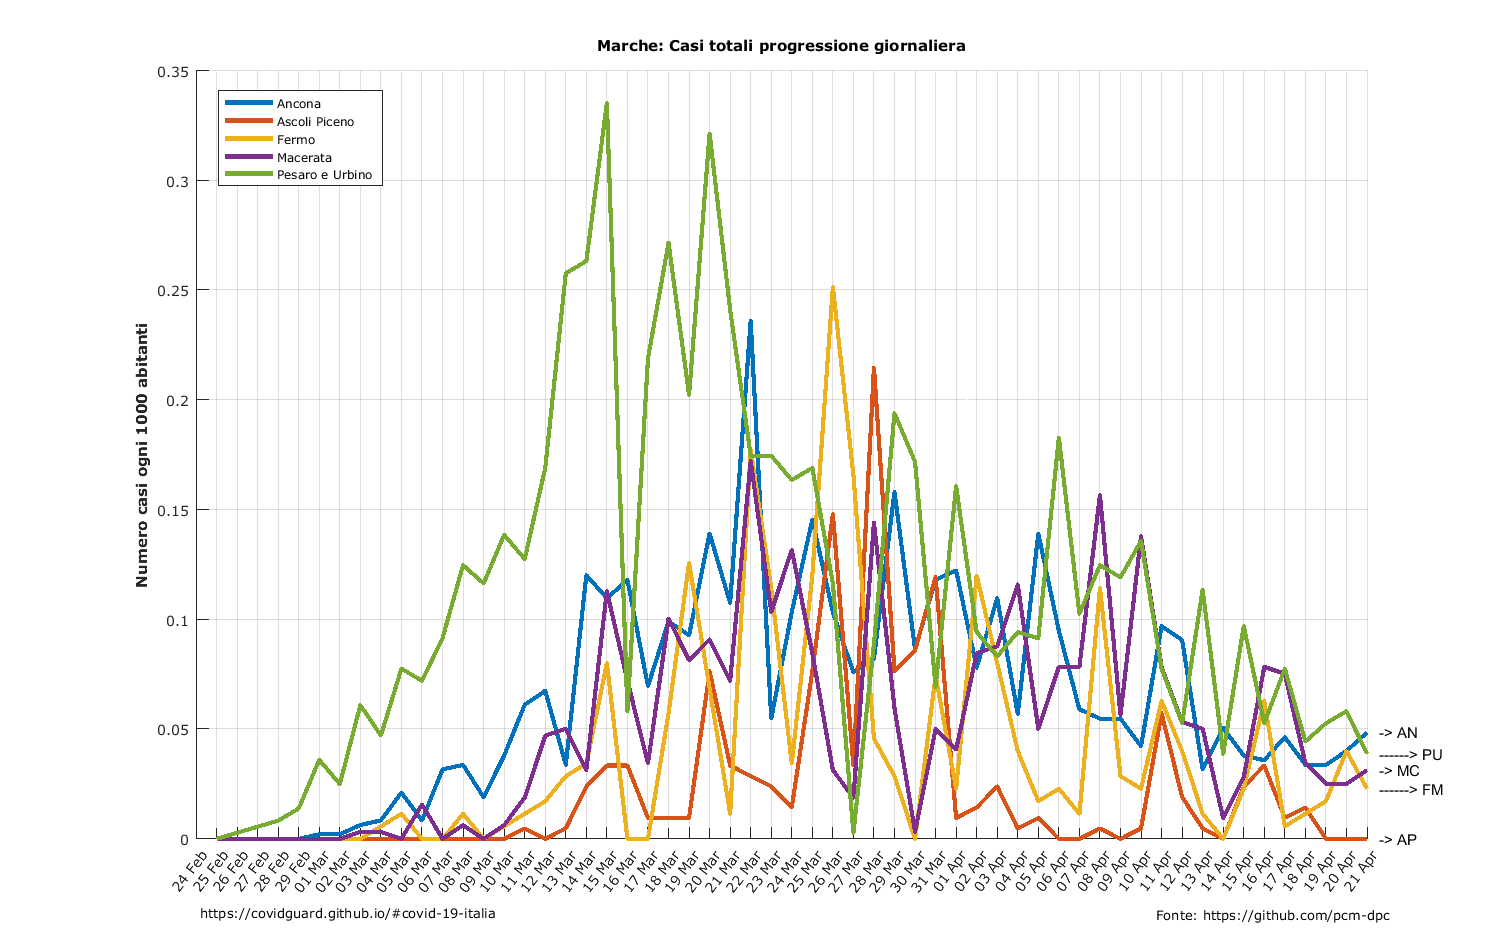 Marche: Casi totali progressione giornaliera
0.35
0.3
0.25
0.2
0.15
0.1
0.05
0
Numero casi ogni 1000 abitanti
Ancona
Ascoli Piceno
Fermo
Macerata
Pesaro e Urbino
-> AN
------> PU
-> MC
------> FM
-> AP
24 Feb
25 Feb
26 Feb
27 Feb
28 Feb
29 Feb
01 Mar
02 Mar
03 Mar
04 Mar
05 Mar
06 Mar
07 Mar
08 Mar
09 Mar
10 Mar
11 Mar
12 Mar
13 Mar
14 Mar
15 Mar
16 Mar
17 Mar
18 Mar
19 Mar
20 Mar
21 Mar
22 Mar
23 Mar
24 Mar
25 Mar
26 Mar
27 Mar
28 Mar
29 Mar
30 Mar
31 Mar
01 Apr
02 Apr
03 Apr
04 Apr
05 Apr
06 Apr
07 Apr
08 Apr
09 Apr
10 Apr
11 Apr
12 Apr
13 Apr
14 Apr
15 Apr
16 Apr
17 Apr
18 Apr
19 Apr
20 Apr
21 Apr
https://covidguard.github.io/#covid-19-italia
Fonte: https://github.com/pcm-dpc